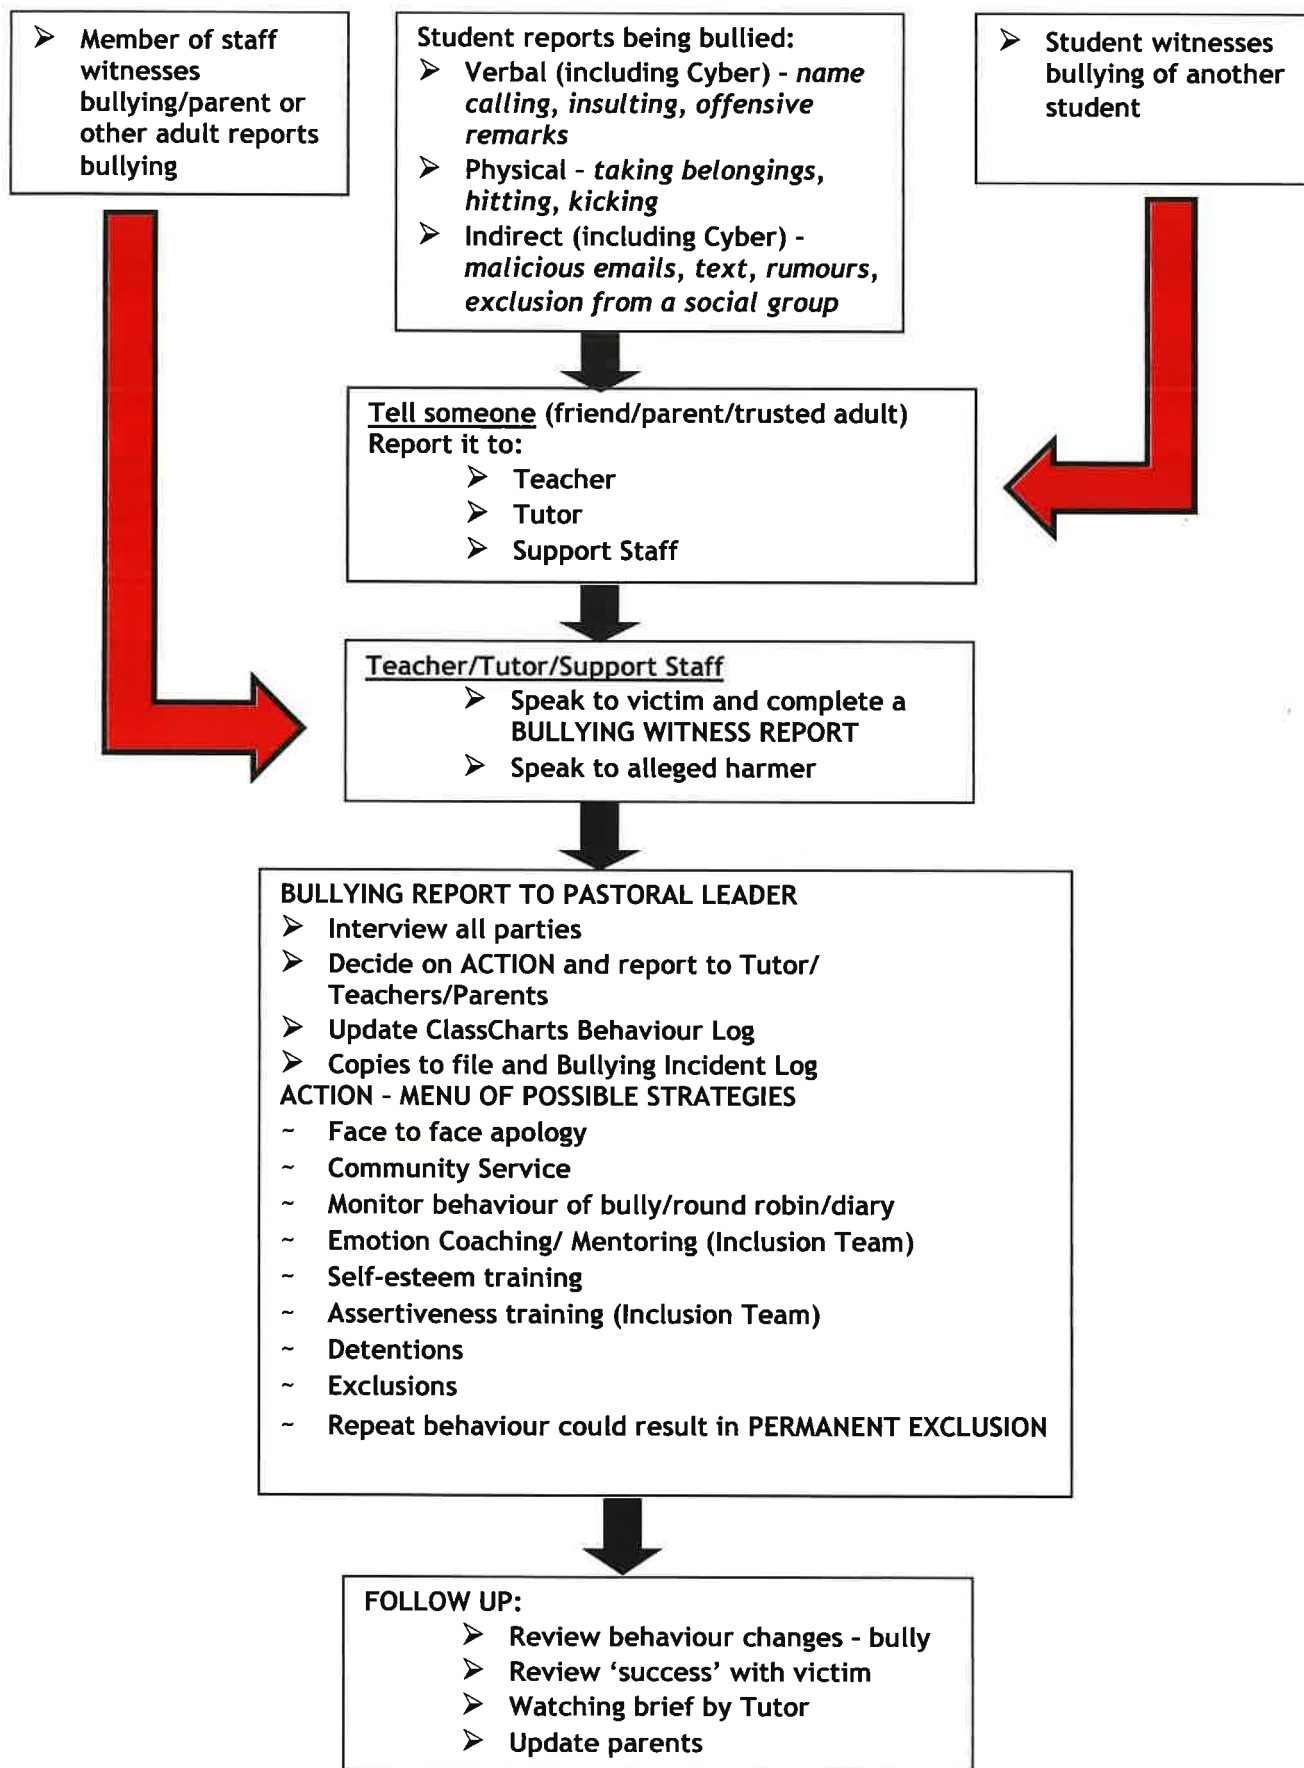 ➢ Member of staff
witnesses
bullying/parent or
other adult reports
bullying
Student reports being bullied:
➢ Verbal (including Cyber) - name
calling, insulting, offensive
remarks
➢ Physical - taking belongings,
hitting, kicking
➢ Indirect (including Cyber) -
malicious emails, text, rumours,
exclusion from a social group
➢ Student witnesses
bullying of another
student
Tell someone (friend/parent/trusted adult)
Report it to:
➢ Teacher
➢ Tutor
➢ Support Staff
Teacher/Tutor/Support Staff
➢ Speak to victim and complete a
BULLYING WITNESS REPORT
➢ Speak to alleged harmer
BULLYING REPORT TO PASTORAL LEADER
➢ Interview all parties
➢ Decide on ACTION and report to Tutor/
Teachers/Parents
➢ Update ClassCharts Behaviour Log
➢ Copies to file and Bullying Incident Log
ACTION - MENU OF POSSIBLE STRATEGIES
~ Face to face apology
~ Community Service
~ Monitor behaviour of bully/round robin/diary
~ Emotion Coaching/ Mentoring (Inclusion Team)
~ Self-esteem training
~ Assertiveness training (Inclusion Team)
~ Detentions
~ Exclusions
~ Repeat behaviour could result in PERMANENT EXCLUSION
FOLLOW UP:
➢ Review behaviour changes - bully
➢ Review ‘success’ with victim
➢ Watching brief by Tutor
➢ Update parents